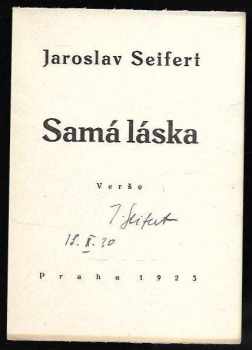 Jaroslav Seifert
Samá láska
Verše
J. Seifert
Praha 1923